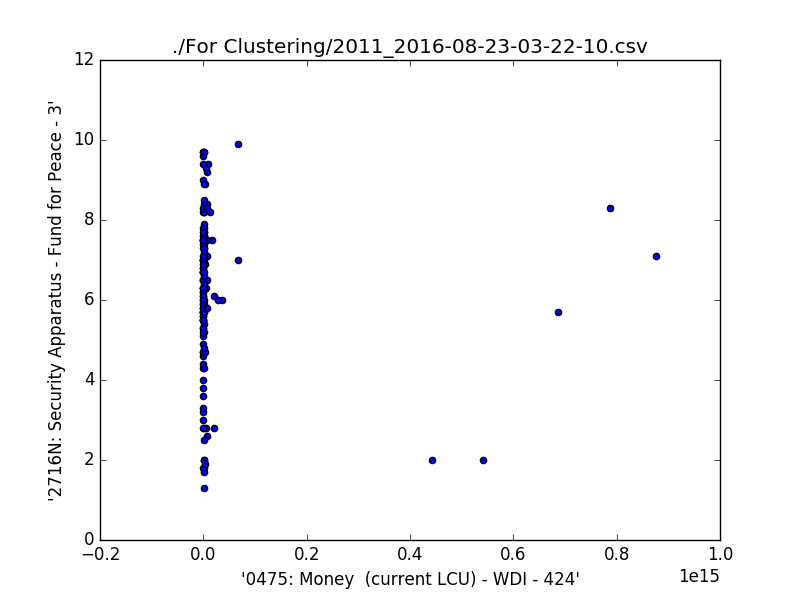 ./For Clustering/2011_2016-08-23-03-22-10.csv
12
10
8
6
4
2
0
'2716N: Security Apparatus - Fund for Peace - 3'
−0.2 0.0 0.2 0.4 0.6 0.8 1.0
1e15
'0475: Money  (current LCU) - WDI - 424'